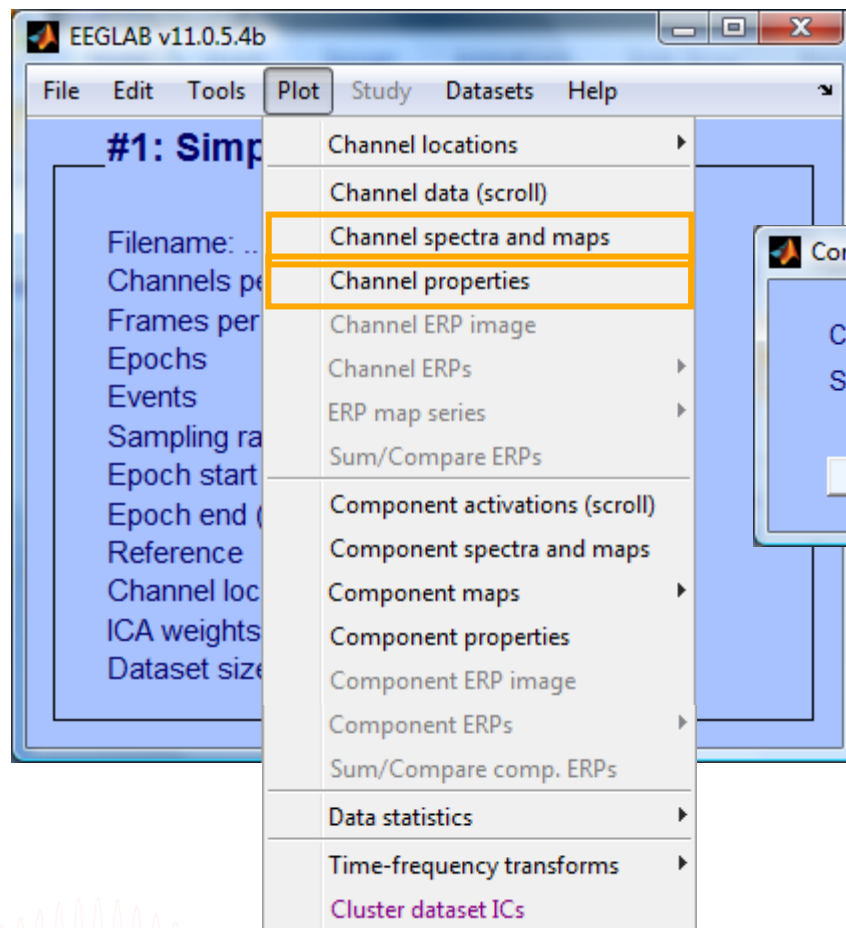 EEGLAB v11.0.5.4b
File Edit Tools Plot Study Datasets Help
#1: Simp
Filename: ..
Channels pe
Frames per
Epochs
Events
Sampling ra
Epoch start
Epoch end (
Reference
Channel loc
ICA weights
Dataset size
Channel locations
Channel data (scroll)
Channel spectra and maps
Channel properties
Channel ERP image
Channel ERPs
ERP map series
Sum/Compare ERPs
Component activations (scroll)
Component spectra and maps
Component maps
Component properties
Component ERP image
Component ERPs
Sum/Compare comp. ERPs
Data statistics
Time-frequency transforms
Cluster dataset ICs
Con
C
S